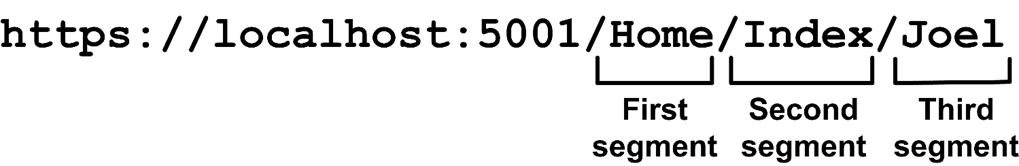 https://localhost:5001/Home/Index/Joel
First Second Third
segment segment segment